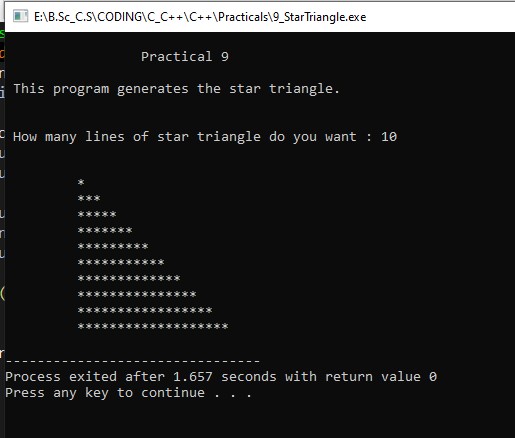 E:\B.Sc_C.S\CODING\C_C++\C++\Practicals\9_StarTriangle.exe
Practical 9
This program generates the star triangle.
How many lines of star triangle do you want : 10
*
***
*****
*******
*********
***********
*************
***************
*****************
*******************
--------------------------------
Process exited after 1.657 seconds with return value 0
Press any key to continue . . .